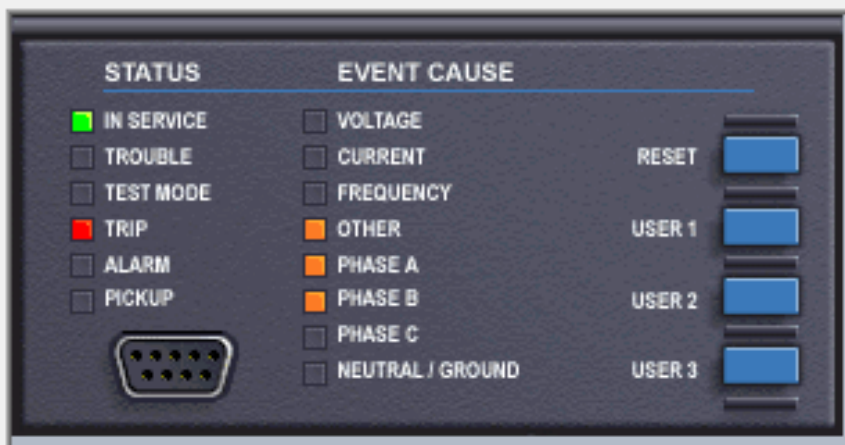 STATUS EVENT CAUSE
IN SERVICE VOLTAGE
TROUBLE CURRENT RESET
TEST MODE FREQUENCY
TRIP OTHER USER 1
ALARM PHASE A
PICKUP PHASE B USER 2
PHASE C
NEUTRAL / GROUND USER 3